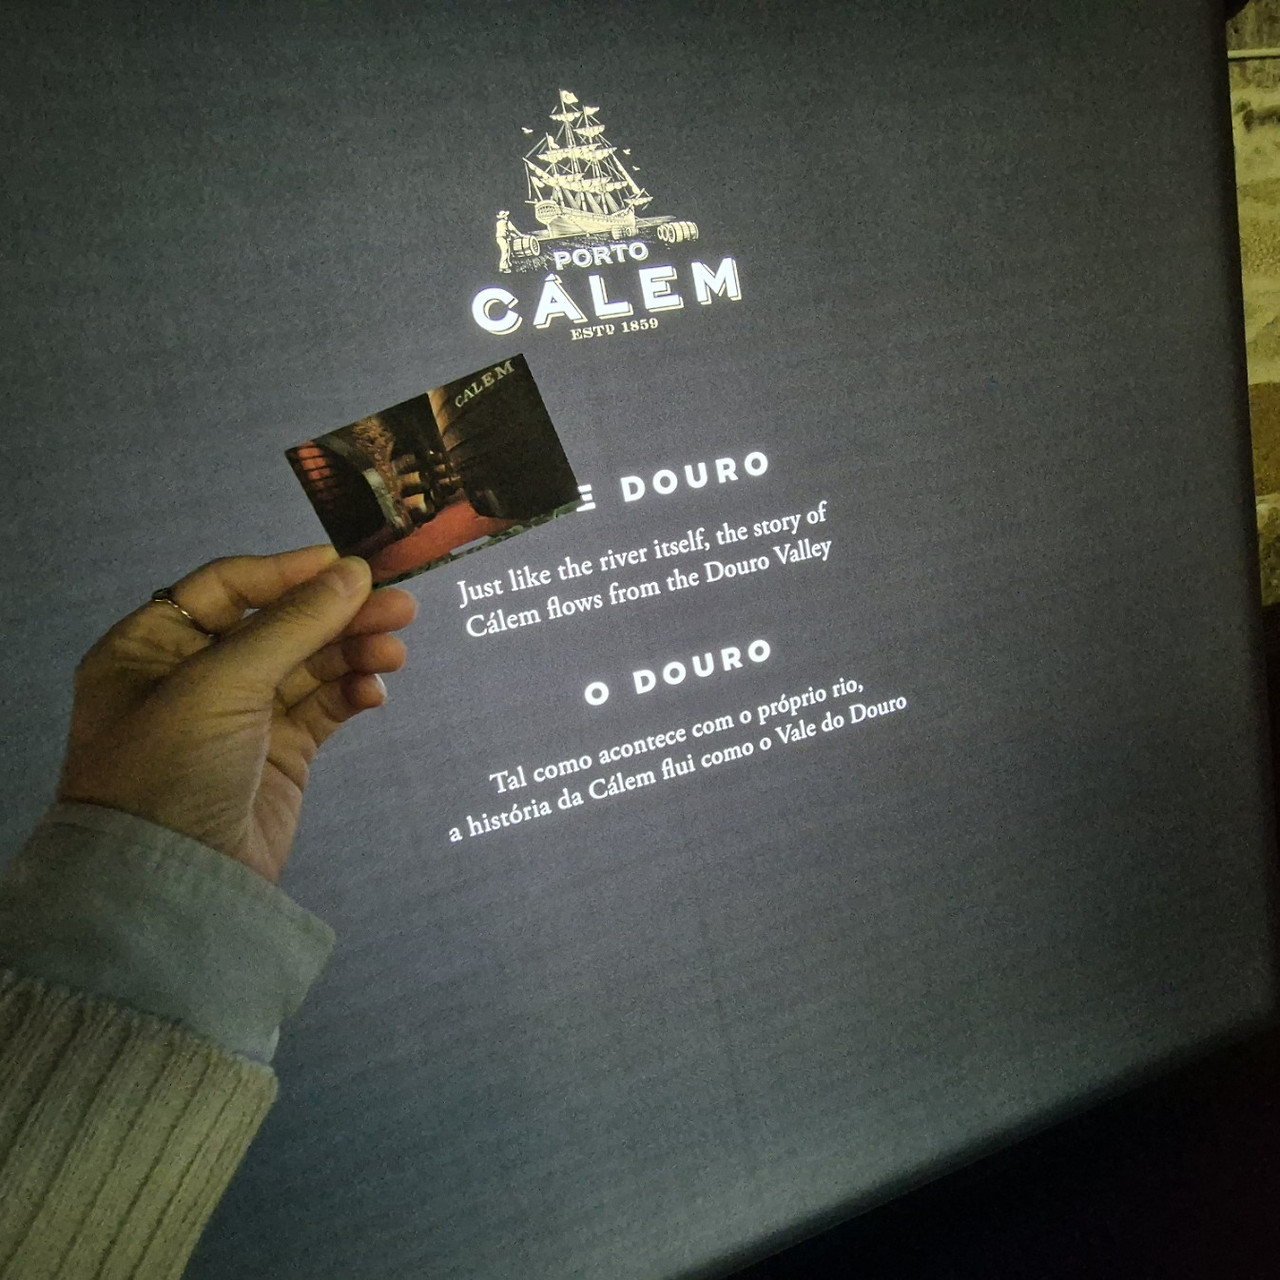 PORTO
CÁLEM
ESTD 1859
CÁLEM
DOURO
Just like the river itself, the story of
Cálem flows from the Douro Valley
O DOURO
Tal como acontece com o próprio rio,
a história da Cálem flui como o Vale do Douro